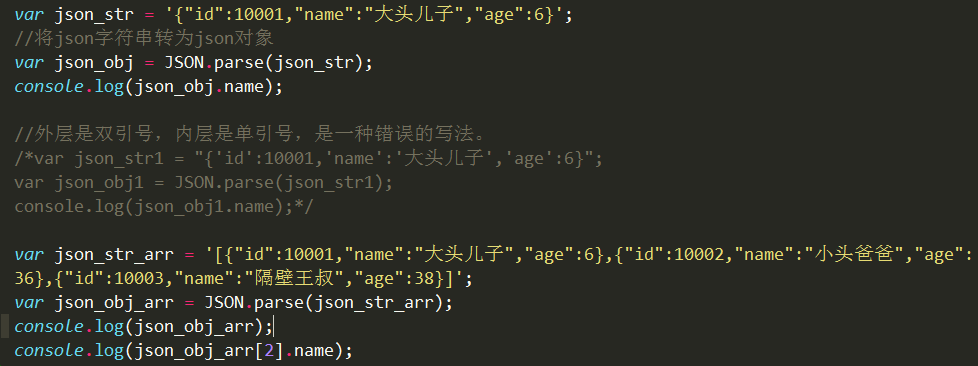 var json_str = '{"id":10001,"name":"大头儿子","age":6}';
//将json字符串转为json对象
var json_obj = JSON.parse(json_str);
console.log(json_obj.name);
//外层是双引号，内层是单引号，是一种错误的写法。
/*var json_str1 = "{'id':10001,'name':'大头儿子','age':6}";
var json_obj1 = JSON.parse(json_str1);
console.log(json_obj1.name);*/
var json_str_arr = '[{"id":10001,"name":"大头儿子","age":6},{"id":10002,"name":"小头爸爸","age":
36},{"id":10003,"name":"隔壁王叔","age":38}]';
var json_obj_arr = JSON.parse(json_str_arr);
console.log(json_obj_arr);
console.log(json_obj_arr[2].name);